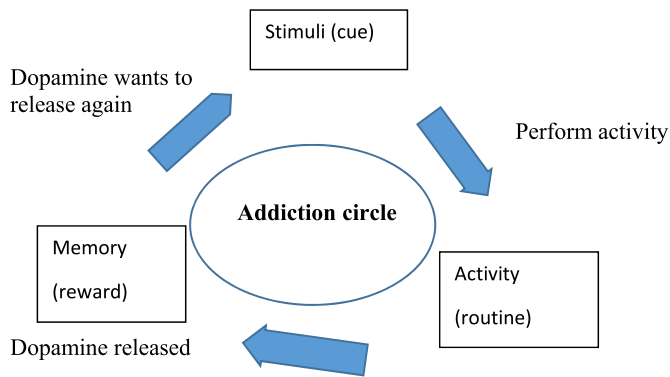 Stimuli (cue)
Dopamine wants to
release again
Perform activity
Addiction circle
Memory
(reward)
Activity
(routine)
Dopamine released